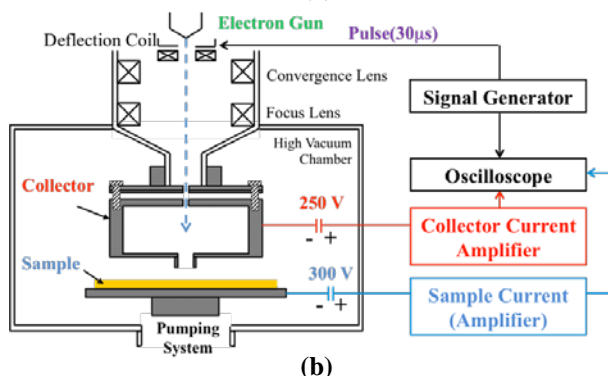 Electron Gun
Deflection Coil
Pulse(30μs)
Convergence Lens
Focus Lens
Signal Generator
High Vacuum
Chamber
Oscilloscope
Collector
250 V
- +
Collector Current
Amplifier
Sample
300 V
- +
Sample Current
(Amplifier)
Pumping
System
(b)